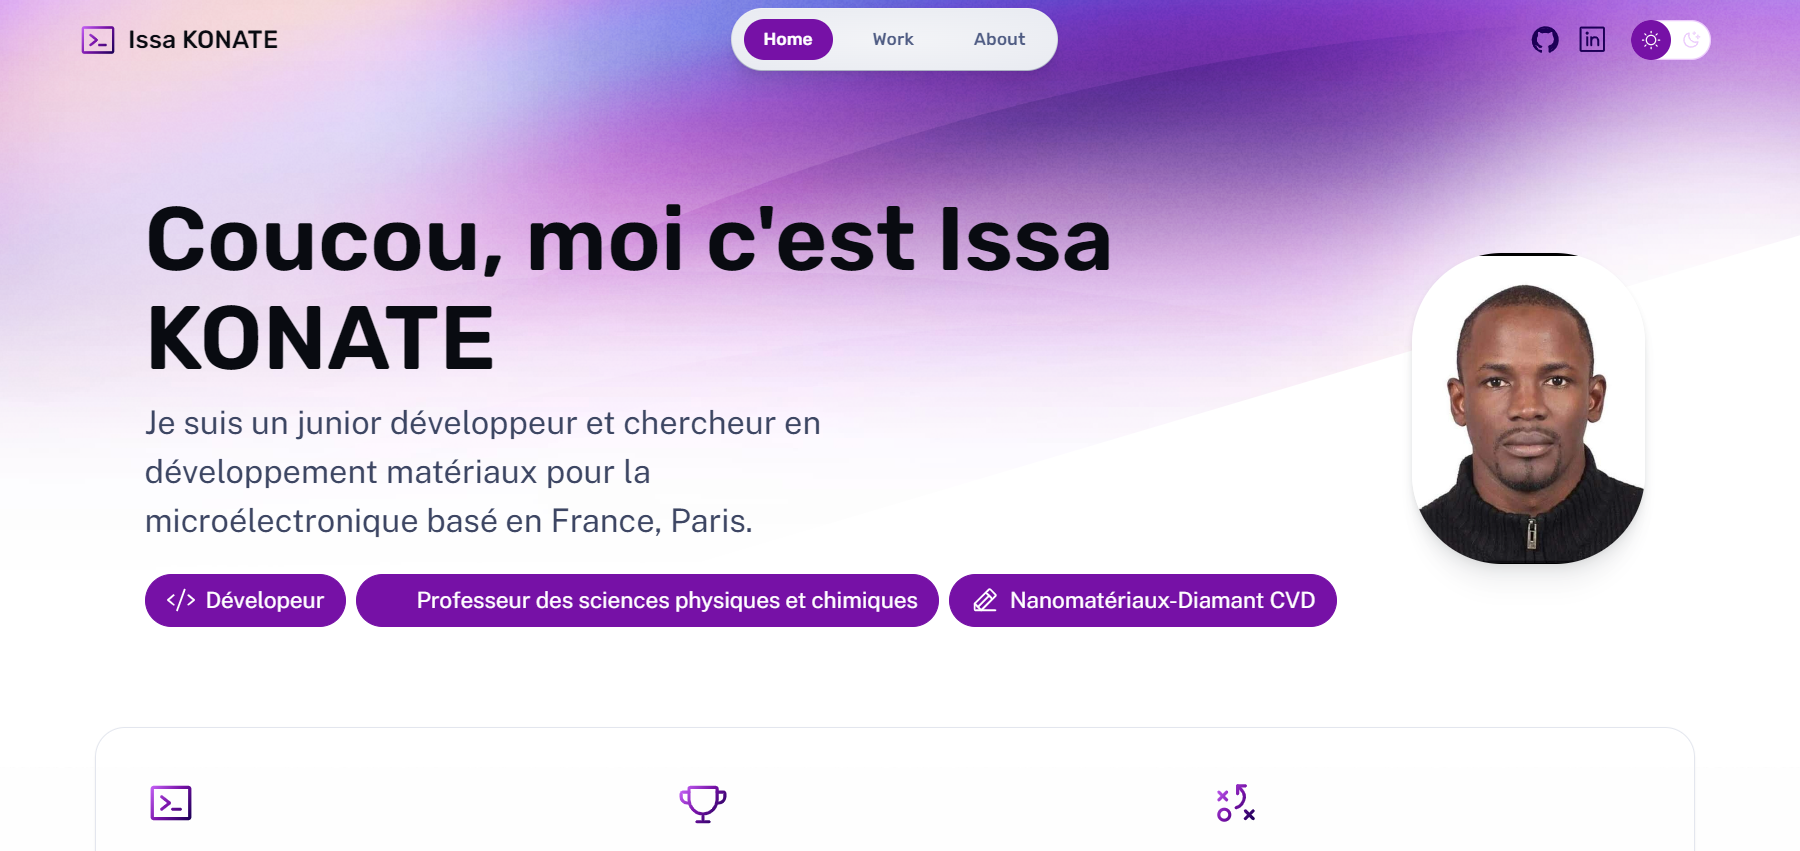 Issa KONATE
Home
Work
About
Coucou, moi c'est Issa
KONATE
Je suis un junior développeur et chercheur en
développement matériaux pour la
microélectronique basé en France, Paris.
Dévelopeur
Professeur des sciences physiques et chimiques
Nanomatériaux-Diamant CVD